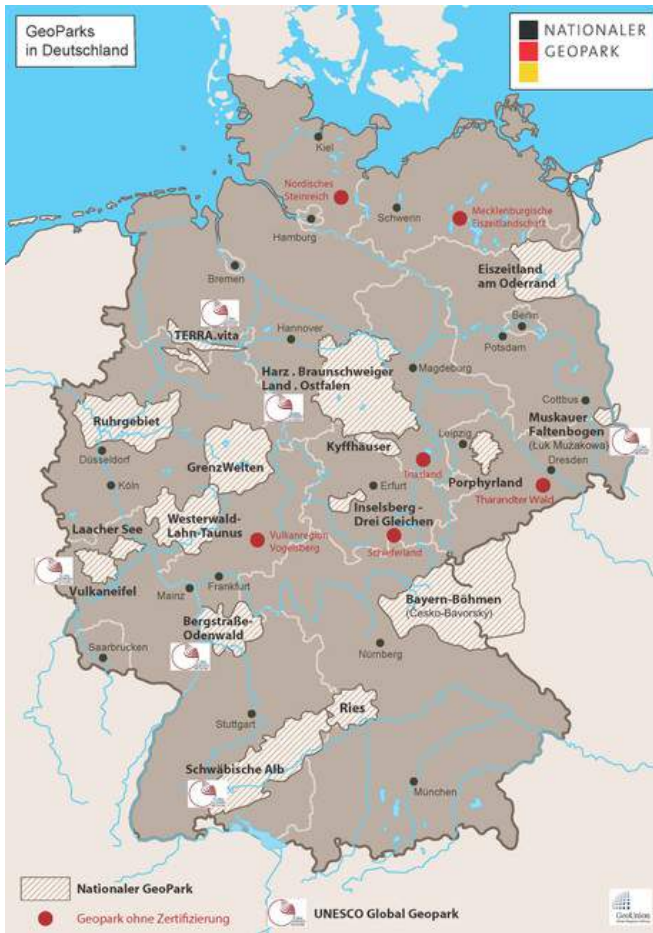 GeoParks
in Deutschland
NATIONALER
GEOPARK
Kiel
Nordisches
Steinreich
Schwerin
Mecklenburgische
Eiszeitlandschaft
Hamburg
Bremen
Eiszeitland
am Oderrand
TERRA.vita
Hannover
Berlin
Potsdam
Harz . Braunschweiger
Land . Ostfalen
Magdeburg
Cottbus
Ruhrgebiet
Muskauer
Faltenbogen
(Łuk Mużakowa)
Düsseldorf
GrenzWelten
Kyffhäuser
Leipzig
Dresden
Köln
Triasland
Porphyrland
Erfurt
Tharandter Wald
Inselsberg -
Drei Gleichen
Laacher See
Westerwald-
Lahn-Taunus
Vulkanregion
Vogelsberg
Schieferland
Vulkaneifel
Frankfurt
Mainz
Bayern-Böhmen
(Česko-Bavorský)
Bergstraße-
Odenwald
Saarbrücken
Nürnberg
Ries
Stuttgart
Schwäbische Alb
München
Nationaler GeoPark
Geopark ohne Zertifizierung
UNESCO Global Geopark
GeoUnion